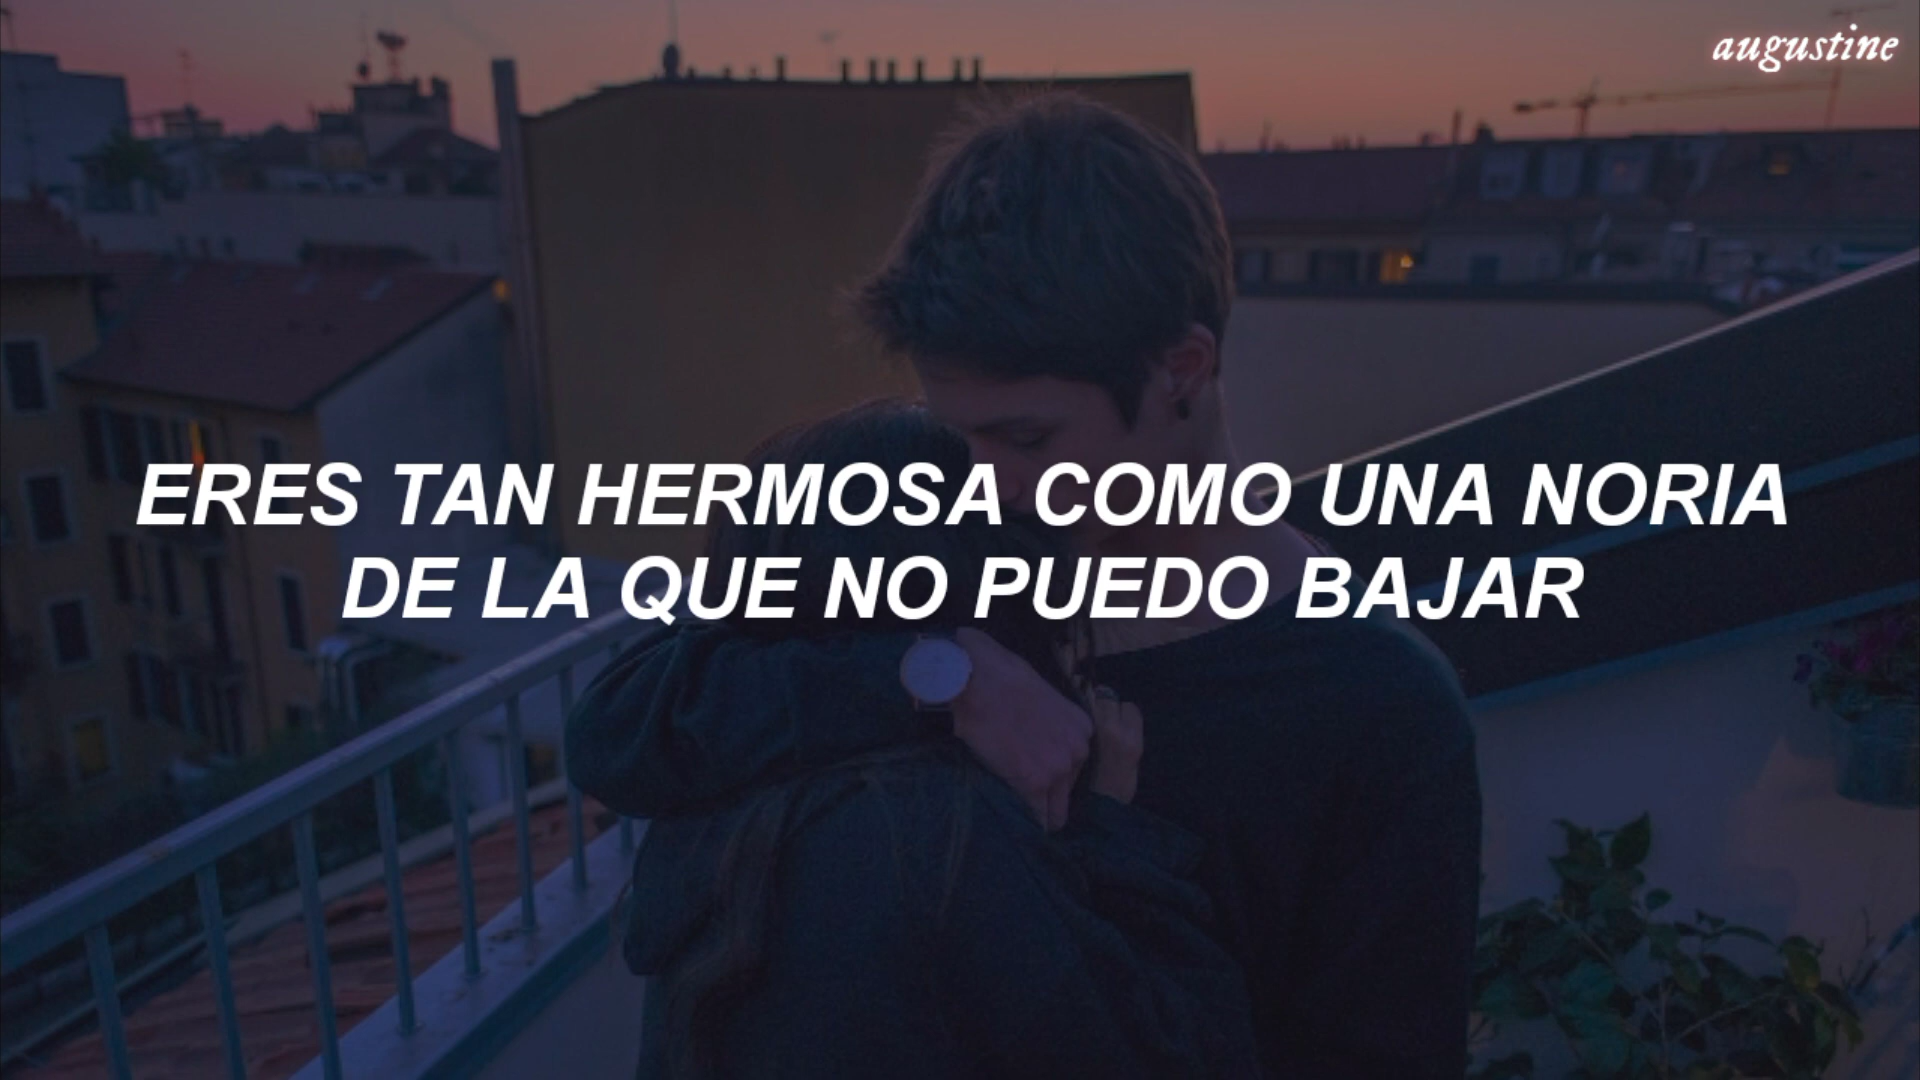 augustine
ERES TAN HERMOSA COMO UNA NORIA
DE LA QUE NO PUEDO BAJAR